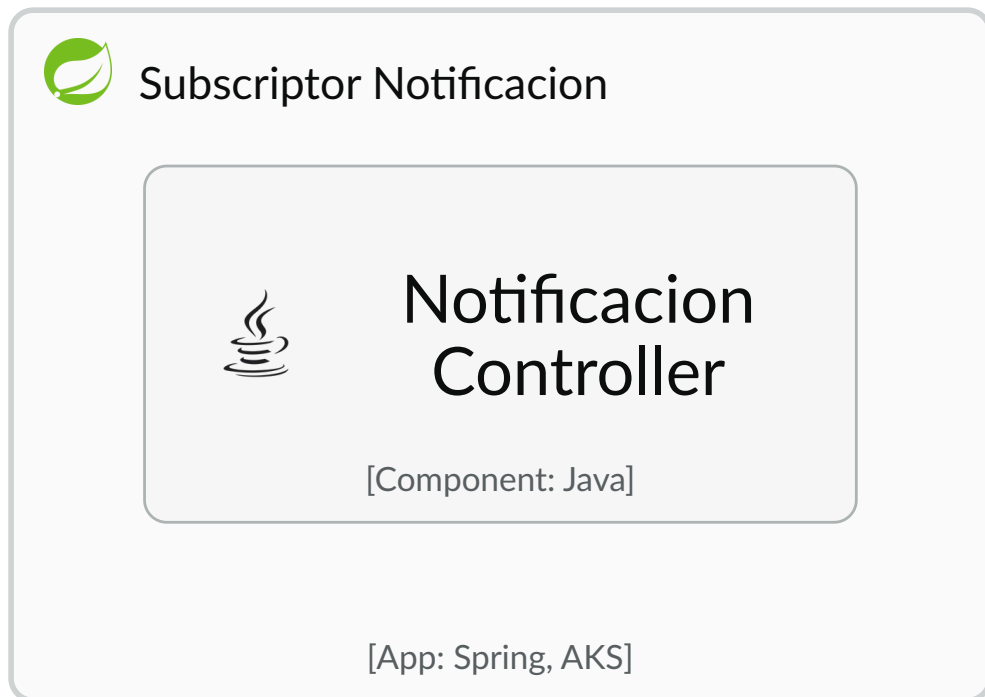 Subscriptor Notificacion
Notificacion
Controller
[Component: Java]
[App: Spring, AKS]